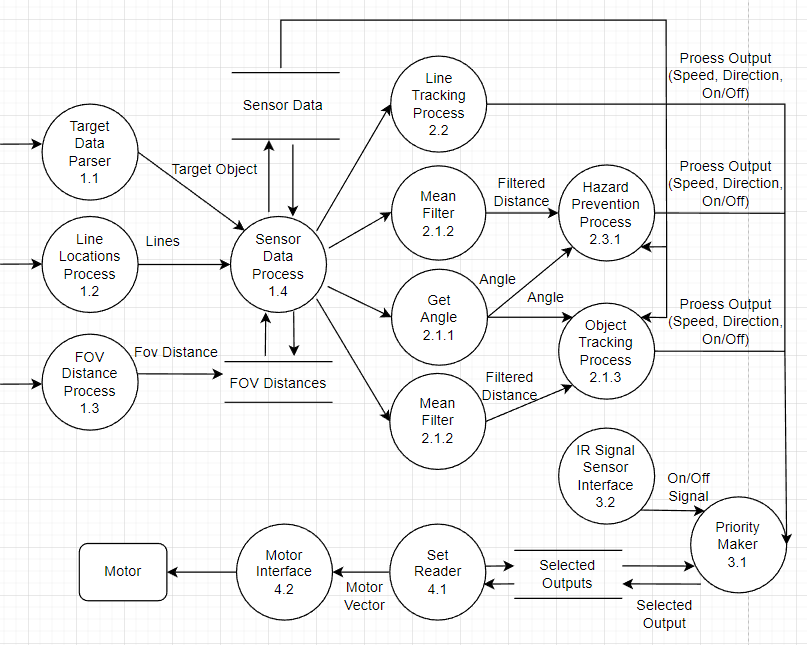 Sensor Data
Target
Data
Parser
1.1
Target Object
Line
Locations
Process
1.2
Lines
FOV
Distance
Process
1.3
Fov Distance
Sensor
Data
Process
1.4
FOV Distances
Line
Tracking
Process
2.2
Mean
Filter
2.1.2
Filtered
Distance
Get
Angle
2.1.1
Angle
Angle
Mean
Filter
2.1.2
Filtered
Distance
Hazard
Prevention
Process
2.3.1
Object
Tracking
Process
2.1.3
Proess Output
(Speed, Direction,
On/Off)
Proess Output
(Speed, Direction,
On/Off)
Proess Output
(Speed, Direction,
On/Off)
IR Signal
Sensor
Interface
3.2
On/Off
Signal
Priority
Maker
3.1
Selected
Outputs
Selected
Output
Set
Reader
4.1
Motor
Vector
Motor
Interface
4.2
Motor